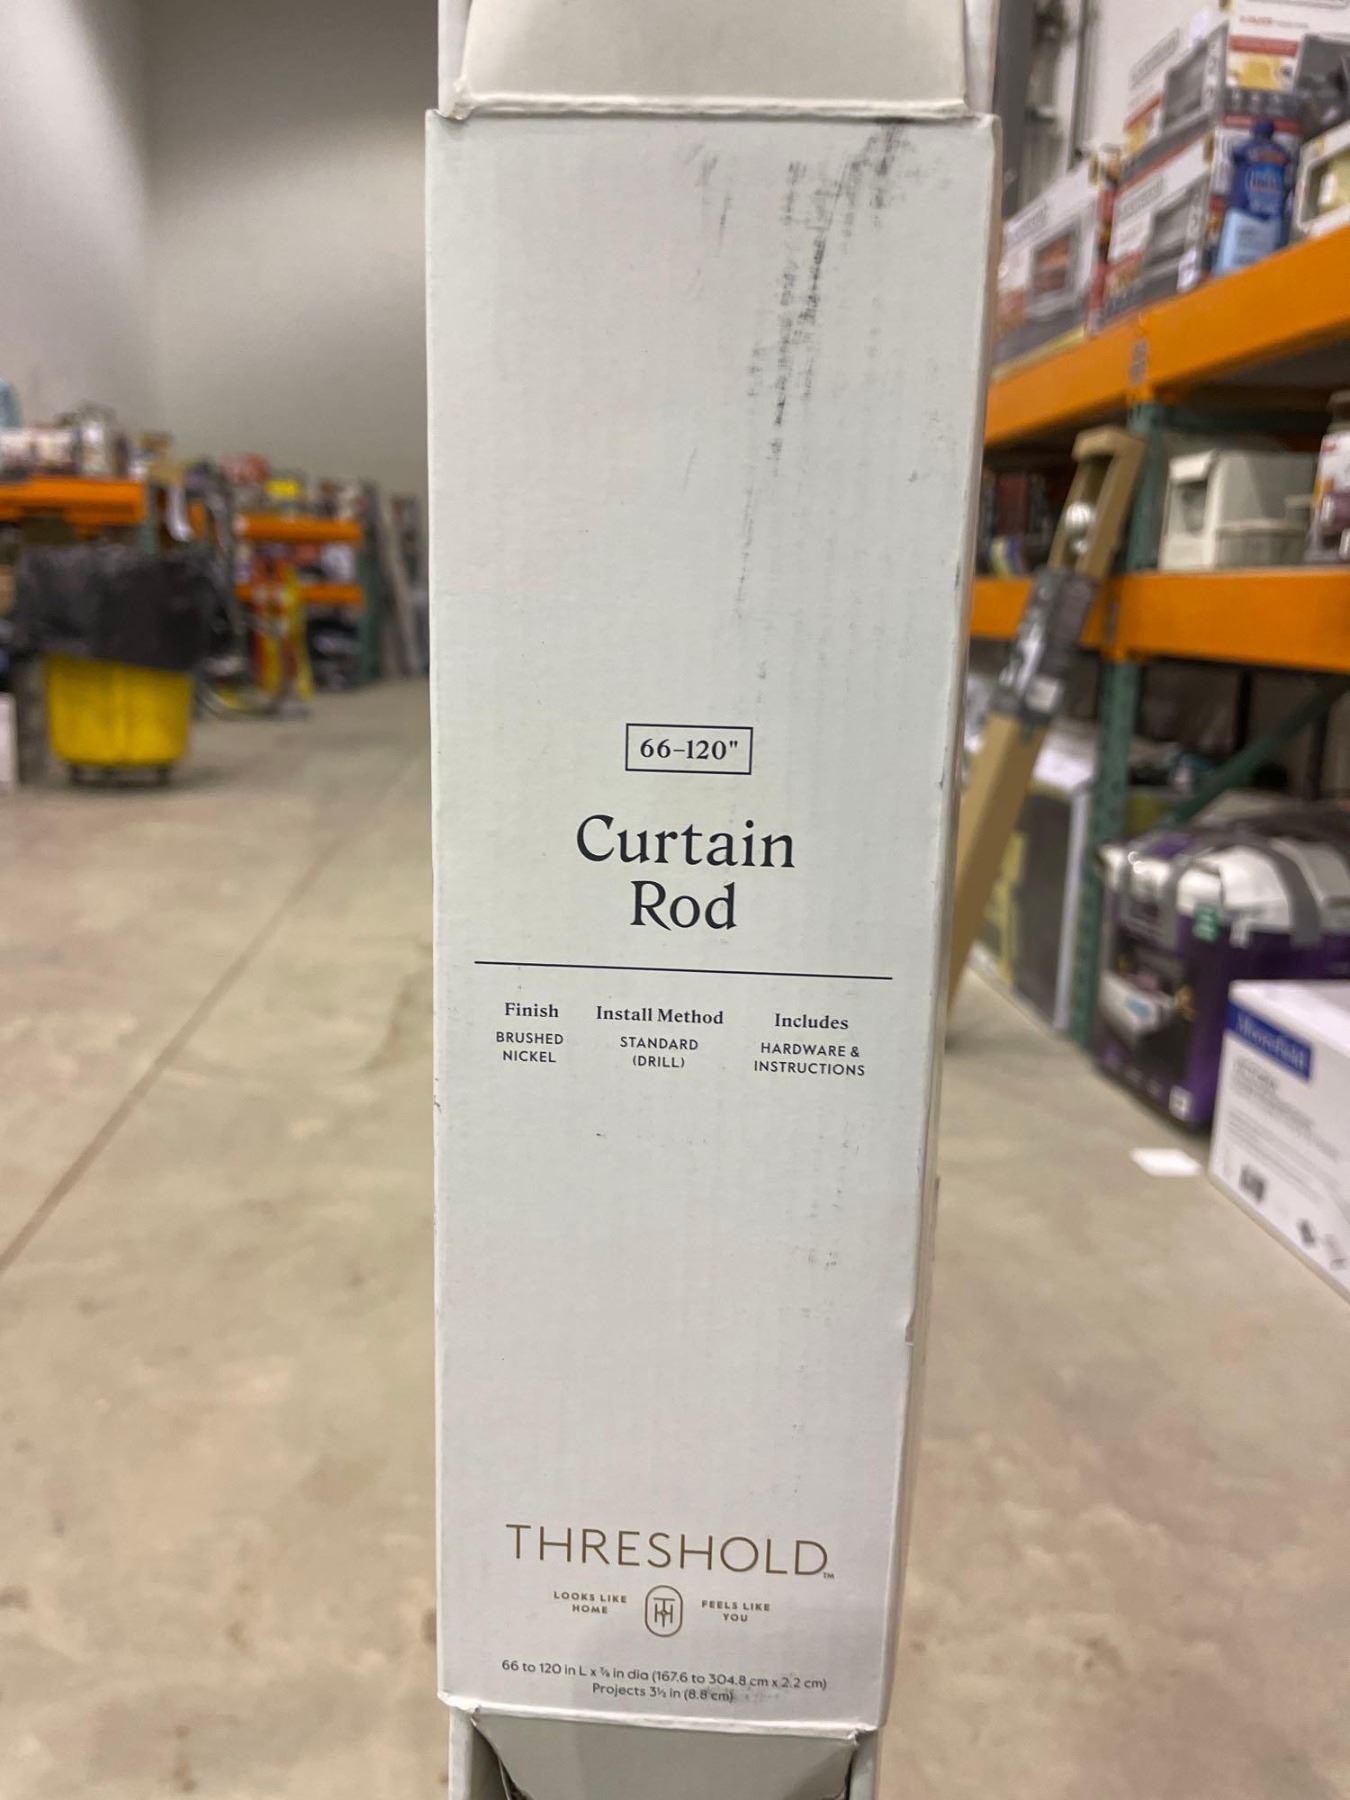 66-120"
Curtain
Rod
Finish
BRUSHED
NICKEL
Install Method
STANDARD
(DRILL)
Includes
HARDWARE &
INSTRUCTIONS
THRESHOLD™
LOOKS LIKE
HOME
FEELS LIKE
YOU
66 to 120 in L x ⅞ in dia (167.6 to 304.8 cm x 2.2 cm)
Projects 3½ in (8.8 cm)